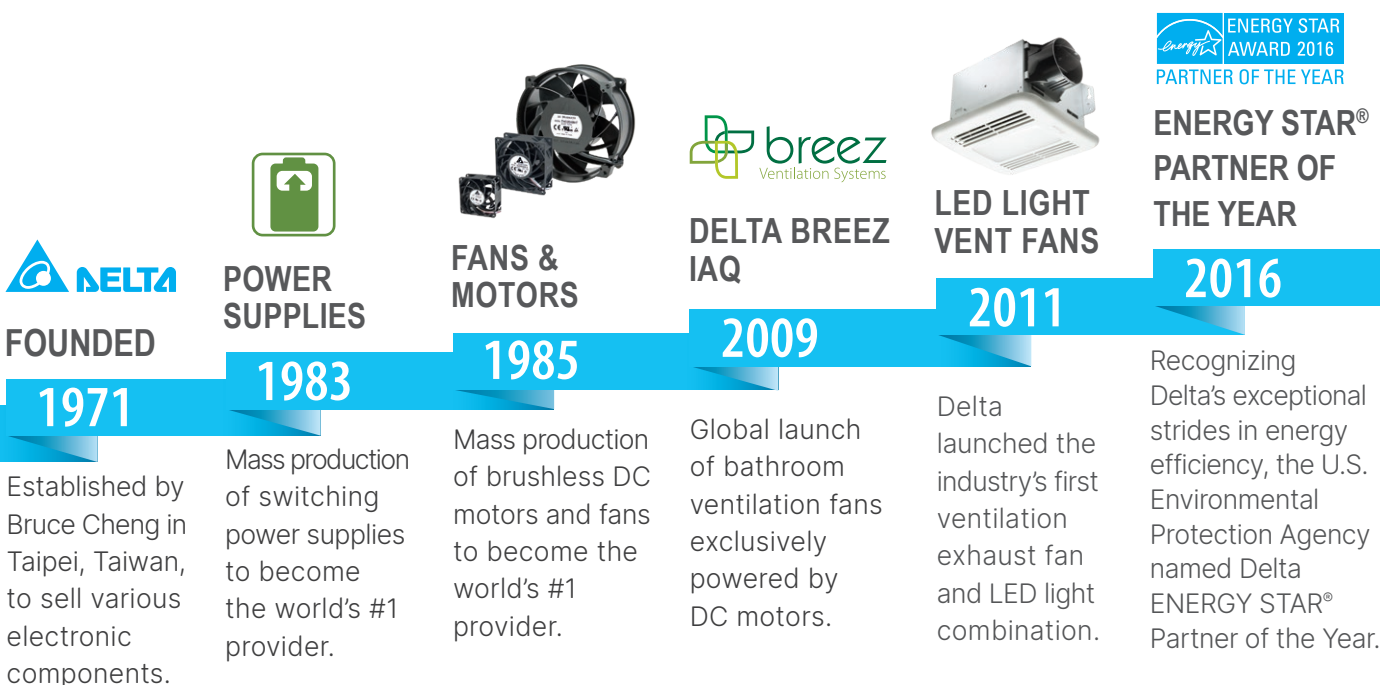 DELTA
FOUNDED
1971
Established by
Bruce Cheng in
Taipei, Taiwan,
to sell various
electronic
components.
POWER
SUPPLIES
1983
Mass production
of switching
power supplies
to become
the world's #1
provider.
FANS &
MOTORS
1985
Mass production
of brushless DC
motors and fans
to become the
world's #1
provider.
breez
Ventilation Systems
DELTA BREEZ
IAQ
2009
Global launch
of bathroom
ventilation fans
exclusively
powered by
DC motors.
LED LIGHT
VENT FANS
2011
Delta
launched the
industry's first
ventilation
exhaust fan
and LED light
combination.
energy
ENERGY STAR
AWARD 2016
PARTNER OF THE YEAR
ENERGY STAR®
PARTNER OF
THE YEAR
2016
Recognizing
Delta's exceptional
strides in energy
efficiency, the U.S.
Environmental
Protection Agency
named Delta
ENERGY STAR®
Partner of the Year.